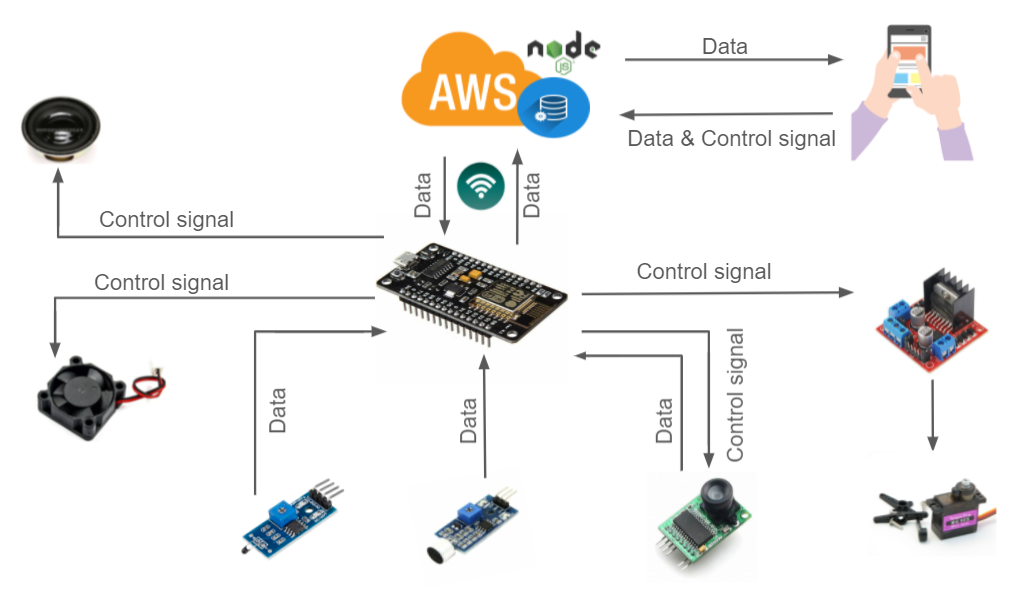 node
JS
AWS
Data
Data & Control signal
Data
Data
Control signal
Control signal
Control signal
Data
Data
Data
Control signal